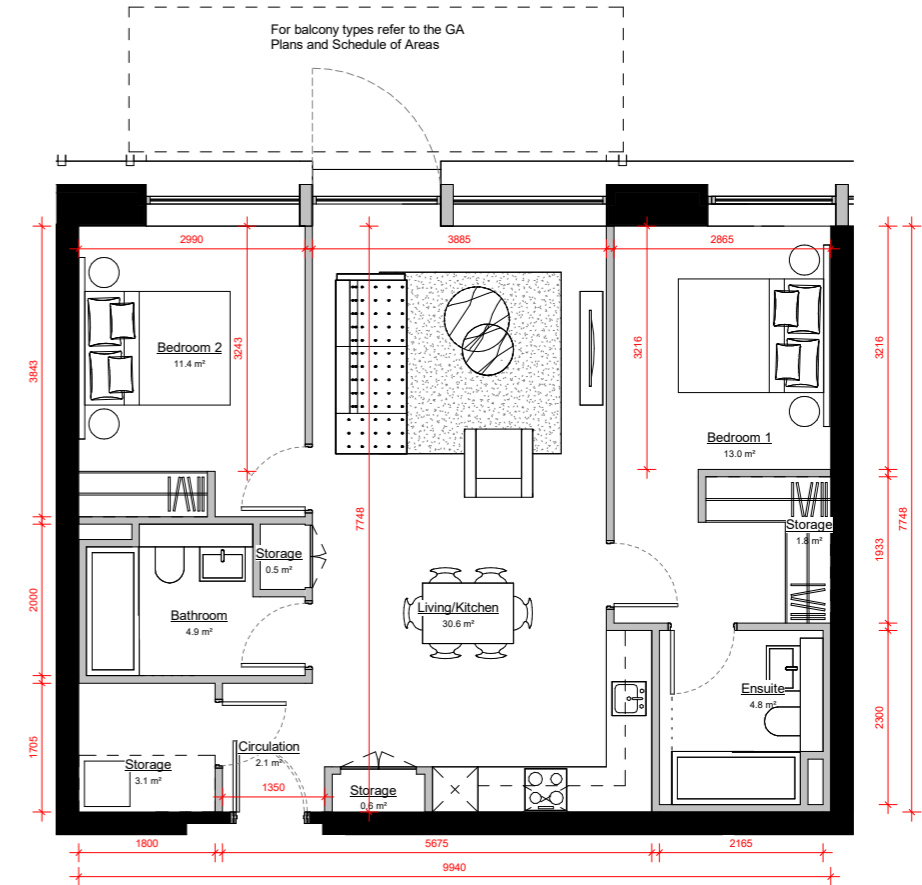 For balcony types refer to the GA
Plans and Schedule of Areas
2990
3885
2865
Bedroom 2
11.4 m²
3243
3843
3216
3216
Bedroom 1
13.0 m²
7748
7748
Storage
1.8 m²
1933
Storage
0.5 m²
2000
Bathroom
4.9 m²
Living/Kitchen
30.6 m²
Ensuite
4.8 m²
2300
1705
Circulation
2.1 m²
Storage
3.1 m²
1350
Storage
0.6 m²
1800
5675
2165
9940